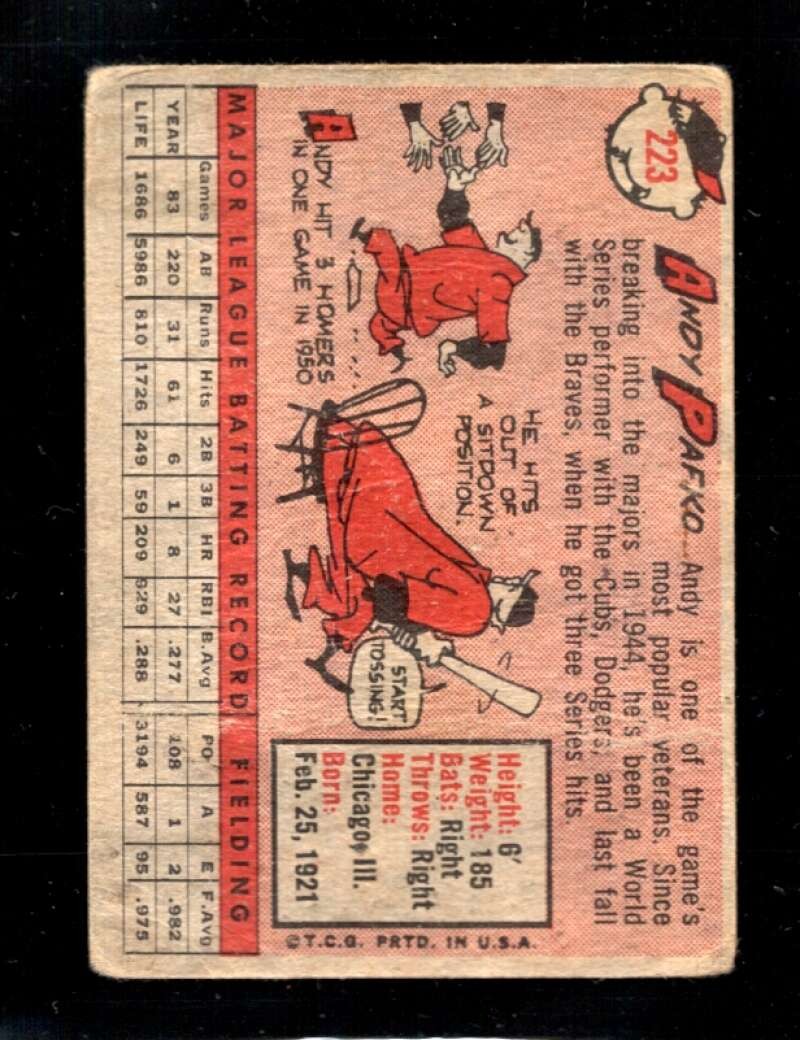 223
ANDY PAFKO... Andy is one of the game's
most popular veterans. Since
breaking into the majors in 1944, he's been a World
Series performer with the Cubs, Dodgers, and last fall
with the Braves, when he got three Series hits
ANDY HIT 3 HOMERS
IN ONE GAME IN 1950
HE HITS
OUT OF
A SITDOWN
POSITION.
START
TOSSING!
Height: 6'
Weight: 185
Bats: Right
Throws: Right
Home:
Chicago, Ill.
Born:
Feb. 25, 1921
©T.C.G. PRTD. IN U.S.A.
MAJOR LEAGUE BATTING RECORD FIELDING
Games AB Runs Hits 2B 3B HR RBI B.Avg PO A E F.Avg
YEAR 83 220 31 61 6 1 8 27 .277 108 1 2 .982
LIFE 1686 5986 810 1726 249 59 209 929 .288 3194 587 95 .975